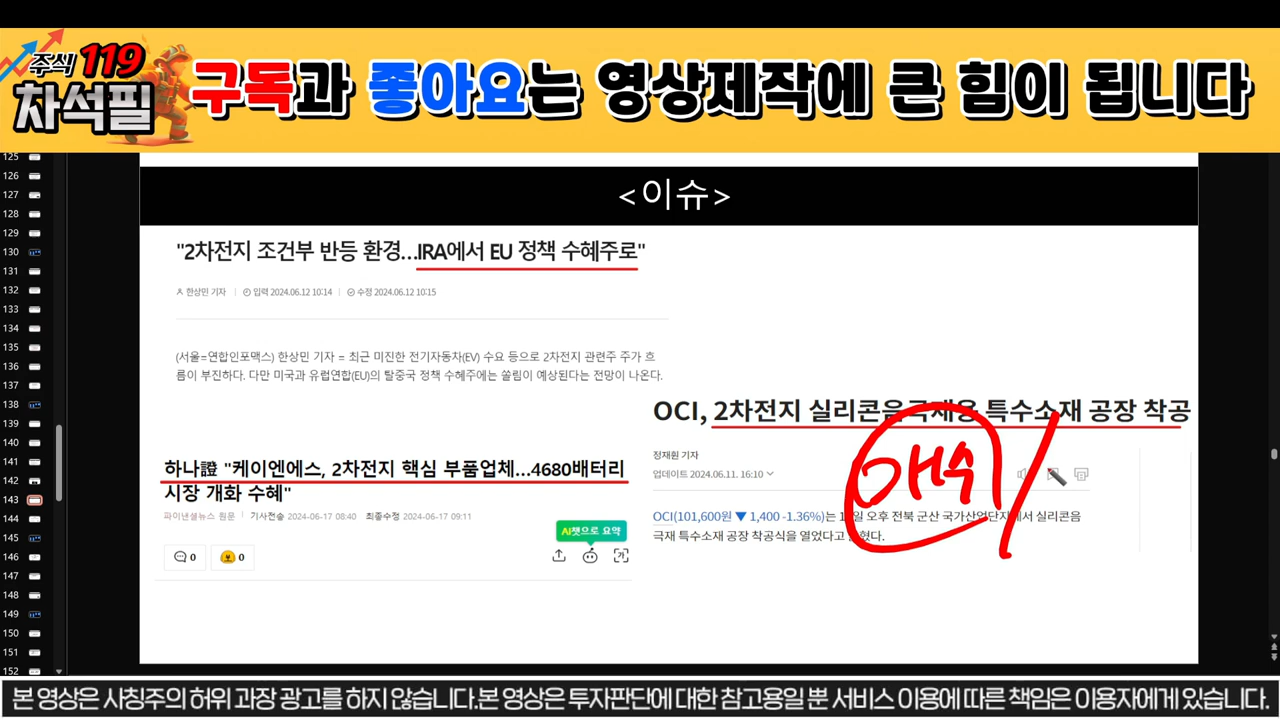 주식 119
차석필
구독과 좋아요는 영상제작에 큰 힘이 됩니다
125
126
127
128
129
130
131
132
133
134
135
136
137
138
139
140
141
142
143
144
145
146
147
148
149
150
151
152
<이슈>
"2차전지 조건부 반등 환경...IRA에서 EU 정책 수혜주로"
한상민 기자 입력 2024.06.12 10:14 수정 2024.06.12 10:15
(서울=연합인포맥스) 한상민 기자 = 최근 미진한 전기자동차(EV) 수요 등으로 2차전지 관련주 주가 흐
름이 부진하다. 다만 미국과 유럽연합(EU)의 탈중국 정책 수혜주에는 쏠림이 예상된다는 전망이 나온다.
OCI, 2차전지 실리콘음극재용 특수소재 공장 착공
정재원 기자
업데이트 2024.06.11. 16:10
매수
OCI(101,600원 ▼ 1,400 -1.36%)는 일 오후 전북 군산 국가산업단지에서 실리콘음
극재 특수소재 공장 착공식을 열었다고 밝혔다.
하나證 "케이엔에스, 2차전지 핵심 부품업체...4680배터리
시장 개화 수혜"
파이낸셜뉴스 원문 기사전송 2024-06-17 08:40 최종수정 2024-06-17 09:11
AI챗으로 요약
0 0
가
본 영상은 사칭주의 허위 과장 광고를 하지 않습니다.본 영상은 투자판단에 대한 참고용일 뿐 서비스 이용에 따른 책임은 이용자에게 있습니다.